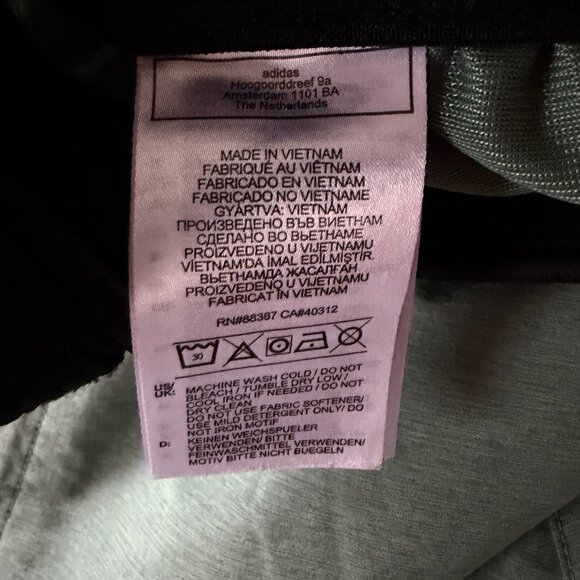 adidas
Hoogoorddreef 9a
Amsterdam 1101 BA
The Netherlands
MADE IN VIETNAM
FABRIQUÉ AU VIÊTNAM
FABRICADO EN VIETNAM
FABRICADO NO VIETNAME
GYÁRTVA: VIETNÁM
ПРОИЗВЕДЕНО ВЪВ ВИЕТНАМ
СДЕЛАНО ВО ВЬЕТНАМЕ
PROIZVEDENO U VIJETNAMU
VİETNAM'DA İMAL EDİLMİŞTİR.
ВЬЕТНАМДА ЖАСАЛҒАН
PROIZVEDENO U VIJETNAMU
FABRICAT ÎN VIETNAM
RN#88387 CA#40312
30
US/ UK: MACHINE WASH COLD / DO NOT
BLEACH / TUMBLE DRY LOW /
COOL IRON IF NEEDED / DO NOT
DRY CLEAN
DO NOT USE FABRIC SOFTENER/
USE MILD DETERGENT ONLY/ DO
NOT IRON MOTIF
D: KEINEN WEICHSPUELER
VERWENDEN/ BITTE
FEINWASCHMITTEL VERWENDEN/
MOTIV BITTE NICHT BUEGELN